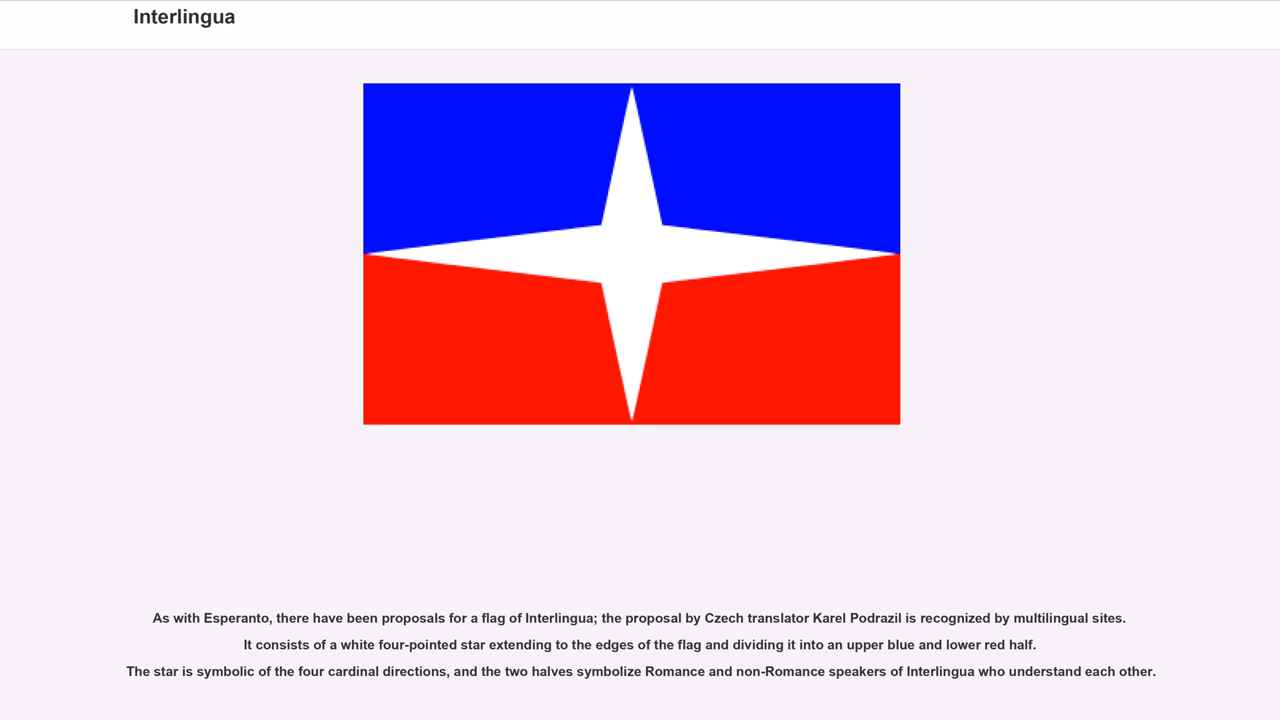 Interlingua
As with Esperanto, there have been proposals for a flag of Interlingua; the proposal by Czech translator Karel Podrazil is recognized by multilingual sites.
It consists of a white four-pointed star extending to the edges of the flag and dividing it into an upper blue and lower red half.
The star is symbolic of the four cardinal directions, and the two halves symbolize Romance and non-Romance speakers of Interlingua who understand each other.